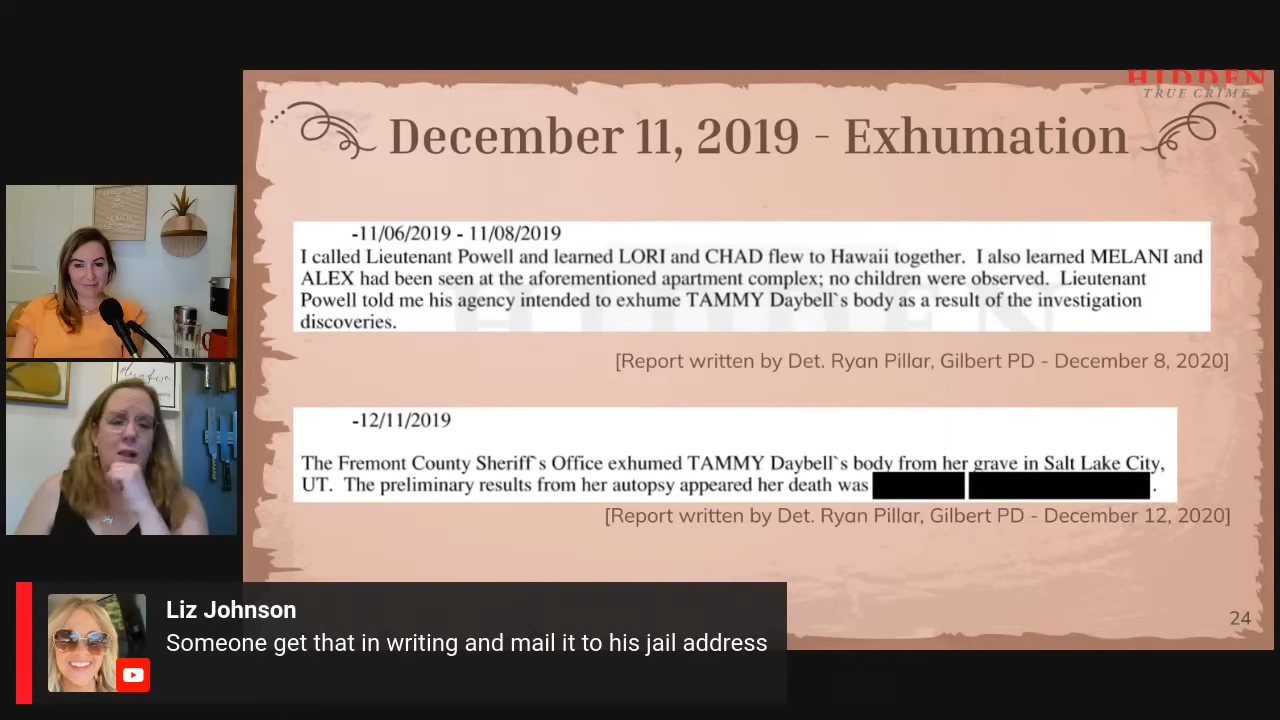 HIDDEN
TRUE CRIME
December 11, 2019 - Exhumation
-11/06/2019 - 11/08/2019
I called Lieutenant Powell and learned LORI and CHAD flew to Hawaii together. I also learned MELANI and
ALEX had been seen at the aforementioned apartment complex; no children were observed. Lieutenant
Powell told me his agency intended to exhume TAMMY Daybell`s body as a result of the investigation
discoveries.
[Report written by Det. Ryan Pillar, Gilbert PD - December 8, 2020]
-12/11/2019
The Fremont County Sheriff`s Office exhumed TAMMY Daybell`s body from her grave in Salt Lake City,
UT. The preliminary results from her autopsy appeared her death was .
[Report written by Det. Ryan Pillar, Gilbert PD - December 12, 2020]
24
Liz Johnson
Someone get that in writing and mail it to his jail address